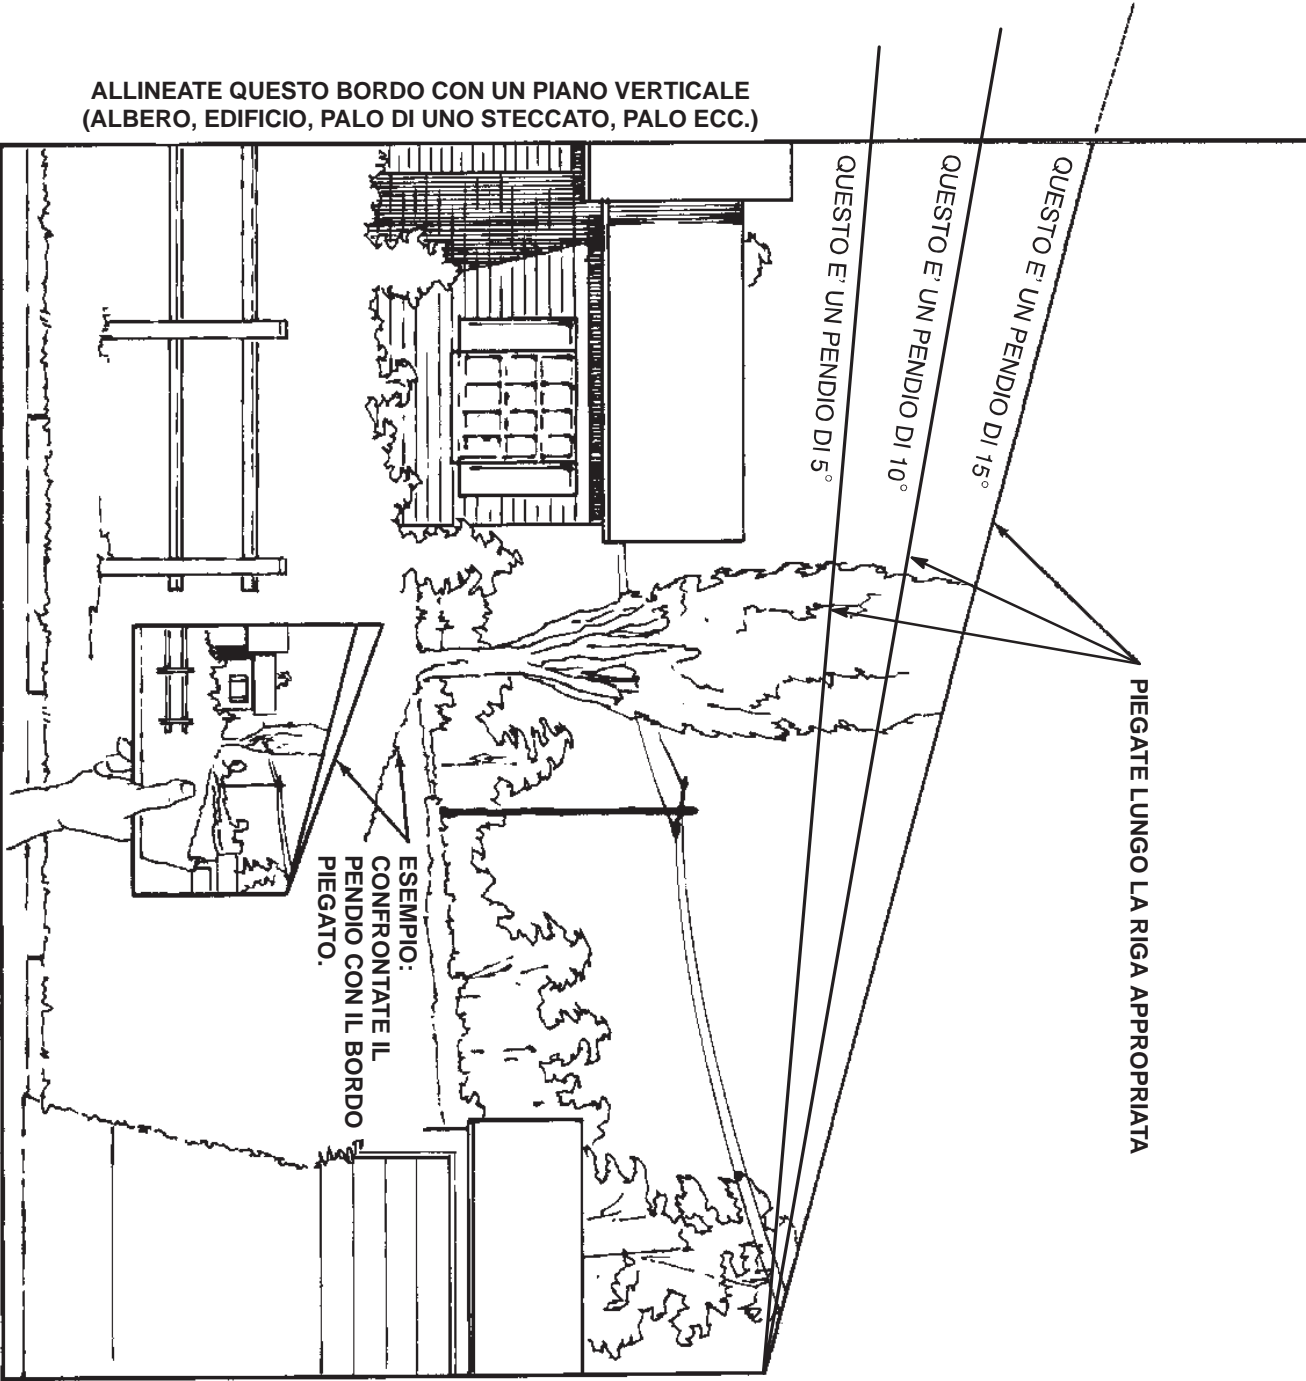 ALLINEATE QUESTO BORDO CON UN PIANO VERTICALE
(ALBERO, EDIFICIO, PALO DI UNO STECCATO, PALO ECC.)
QUESTO E' UN PENDIO DI 15°
QUESTO E' UN PENDIO DI 10°
QUESTO E' UN PENDIO DI 5°
PIEGATE LUNGO LA RIGA APPROPRIATA
ESEMPIO:
CONFRONTATE IL
PENDIO CON IL BORDO
PIEGATO.